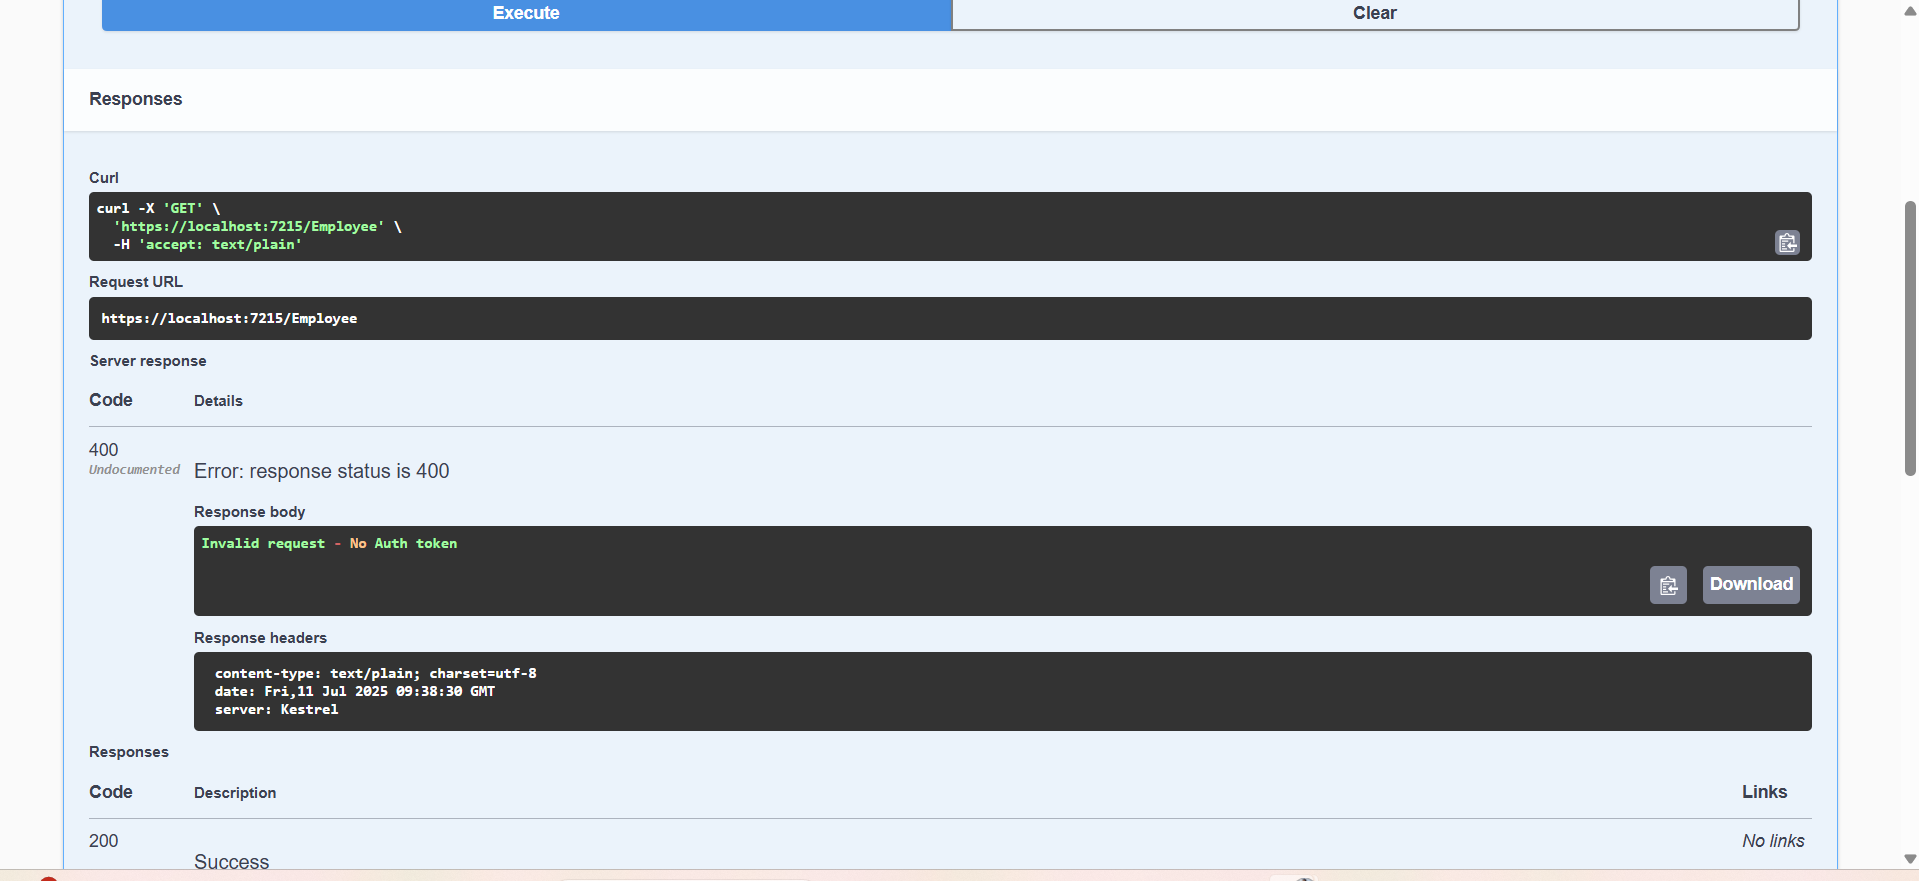 Execute
Clear
Responses
Curl
curl -X 'GET' \
'https://localhost:7215/Employee' \
-H 'accept: text/plain'
Request URL
https://localhost:7215/Employee
Server response
Code Details
400
Undocumented
Error: response status is 400
Response body
Invalid request - No Auth token
Download
Response headers
content-type: text/plain; charset=utf-8
date: Fri,11 Jul 2025 09:38:30 GMT
server: Kestrel
Responses
Code Description Links
200 No links
Success